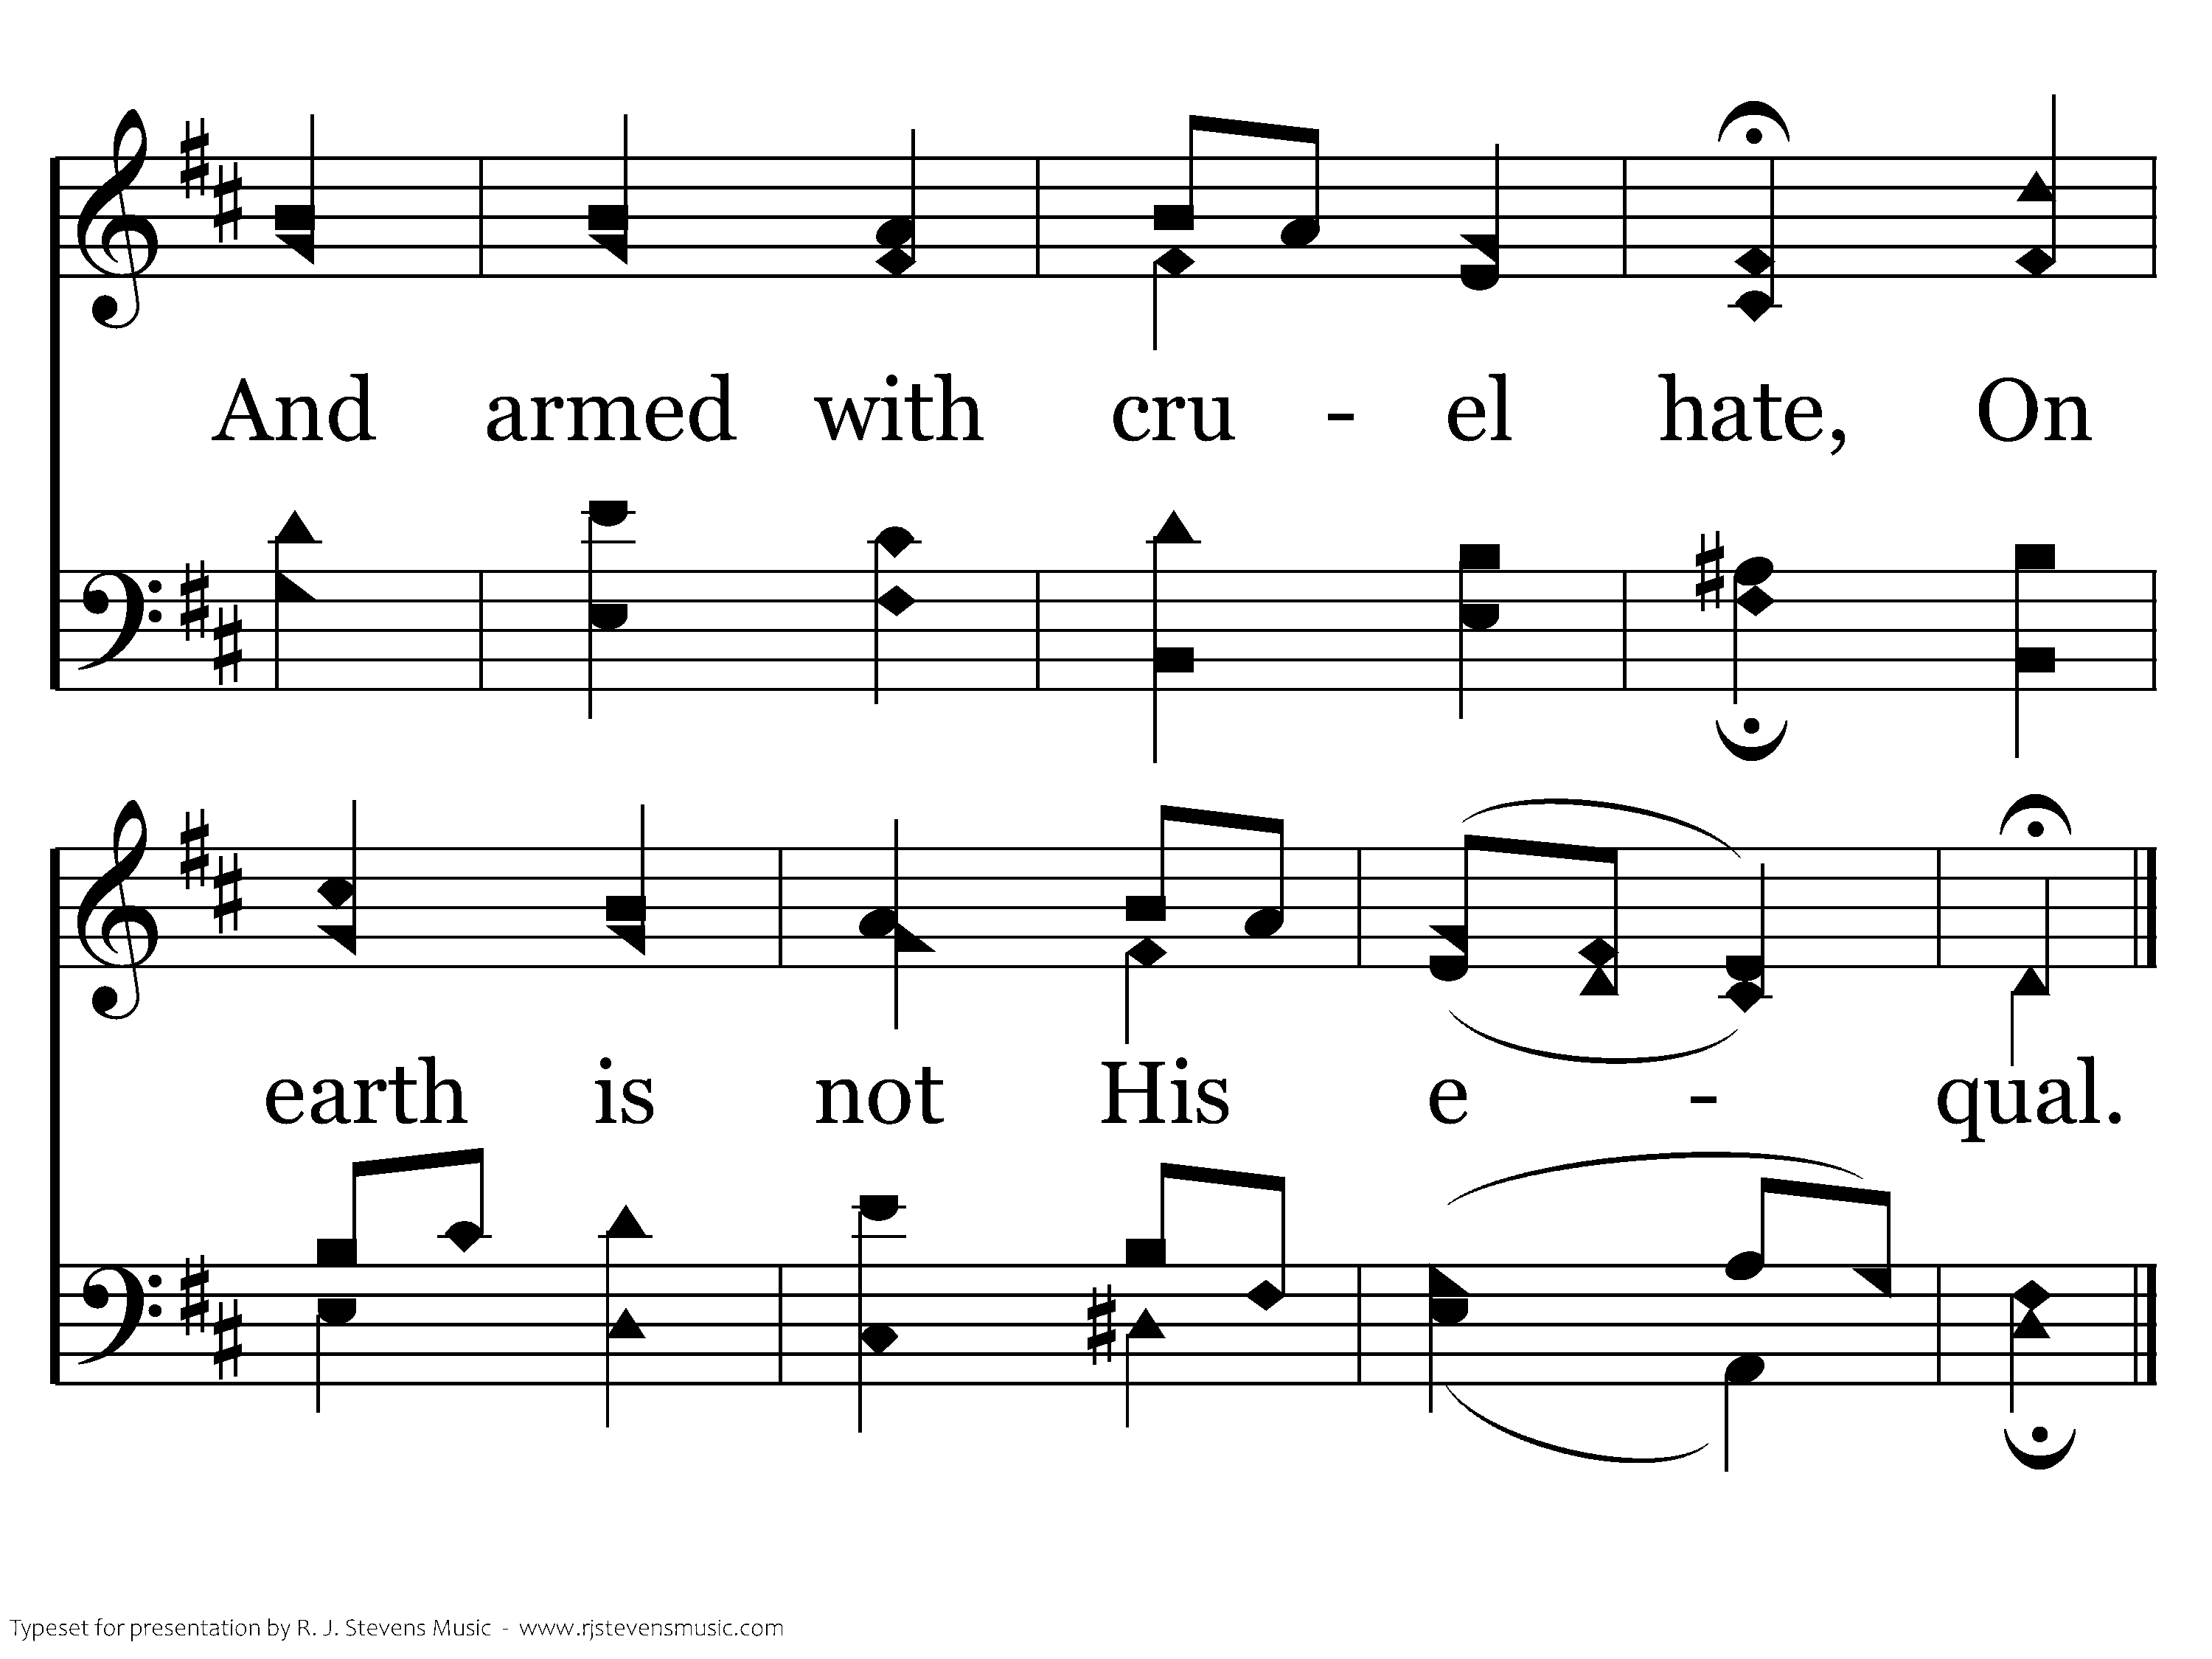 And armed with cru - el hate, On
earth is not His e - qual.
Typeset for presentation by R. J. Stevens Music - www.rjstevensmusic.com